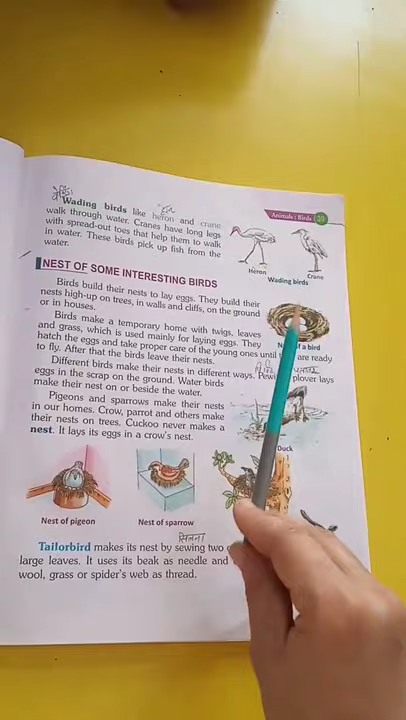 Animals : Birds 39
Wading birds like heron and crane
walk through water. Cranes have long legs
with spread-out toes that help them to walk
in water. These birds pick up fish from the
water.
Heron
Crane
Wading birds
NEST OF SOME INTERESTING BIRDS
Birds build their nests to lay eggs. They build their
nests high-up on trees, in walls and cliffs, on the ground
or in houses.
of a bird
Birds make a temporary home with twigs, leaves
and grass, which is used mainly for laying eggs. They
hatch the eggs and take proper care of the young ones until are ready
to fly. After that the birds leave their nests.
Different birds make their nests in different ways. plover lays
eggs in the scrap on the ground. Water birds
make their nest on or beside the water.
Pigeons and sparrows make their nests
in our homes. Crow, parrot and others make
their nests on trees. Cuckoo never makes a
nest. It lays its eggs in a crow's nest.
Duck
Nest of pigeon
Nest of sparrow
सिलना
Tailorbird makes its nest by sewing two
large leaves. It uses its beak as needle and
wool, grass or spider's web as thread.